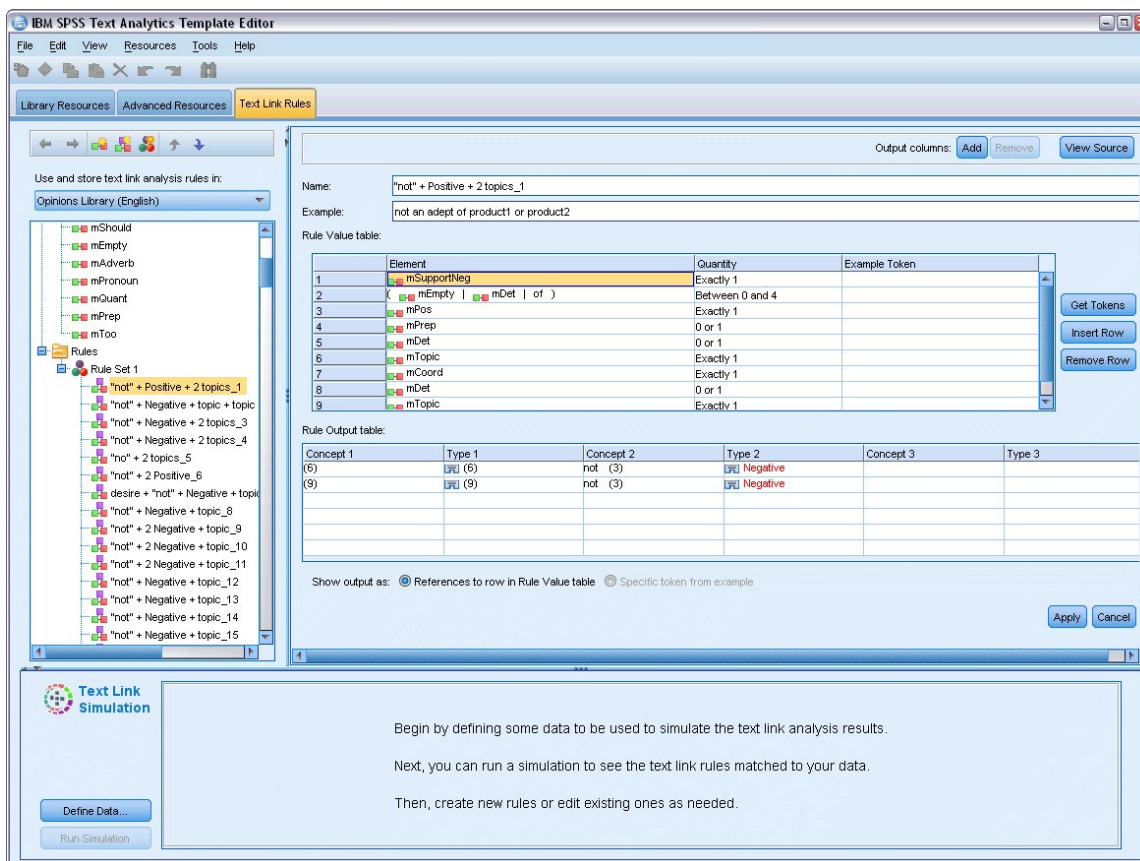 IBM SPSS Text Analytics Template Editor
File Edit View Resources Tools Help
Library Resources Advanced Resources Text Link Rules
Output columns: Add Remove View Source
Use and store text link analysis rules in:
Opinions Library (English)
mShould
mEmpty
mAdverb
mPronoun
mQuant
mPrep
mToo
Rules
Rule Set 1
"not" + Positive + 2 topics_1
"not" + Negative + topic + topic
"not" + Negative + 2 topics_3
"not" + Negative + 2 topics_4
"no" + 2 topics_5
"not" + 2 Positive_6
desire + "not" + Negative + topic
"not" + Negative + topic_8
"not" + 2 Negative + topic_9
"not" + 2 Negative + topic_10
"not" + 2 Negative + topic_11
"not" + Negative + topic_12
"not" + Negative + topic_13
"not" + Negative + topic_14
"not" + Negative + topic_15
Name: "not" + Positive + 2 topics_1
Example: not an adept of product1 or product2
Rule Value table:
Element Quantity Example Token
1 mSupportNeg Exactly 1
2 ( mEmpty | mDet | of ) Between 0 and 4
3 mPos Exactly 1
4 mPrep 0 or 1
5 mDet 0 or 1
6 mTopic Exactly 1
7 mCoord Exactly 1
8 mDet 0 or 1
9 mTopic Exactly 1
Get Tokens
Insert Row
Remove Row
Rule Output table:
Concept 1 Type 1 Concept 2 Type 2 Concept 3 Type 3
(6) (6) not (3) Negative
(9) (9) not (3) Negative
Show output as: References to row in Rule Value table Specific token from example
Apply Cancel
Text Link
Simulation
Define Data...
Run Simulation
Begin by defining some data to be used to simulate the text link analysis results.
Next, you can run a simulation to see the text link rules matched to your data.
Then, create new rules or edit existing ones as needed.